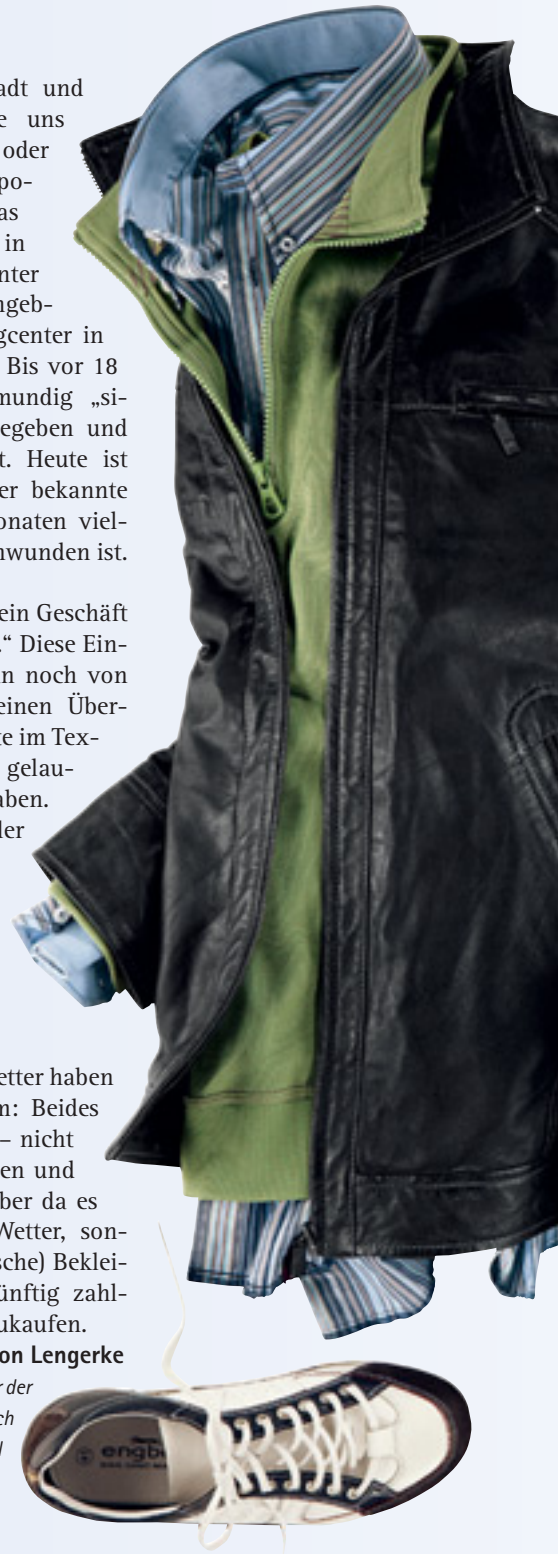 adt und
e uns
oder
po-
as
in
nter
ngeb-
gcenter in
Bis vor 18
mundig „si-
egeben und
t. Heute ist
er bekannte
onaten viel-
nwunden ist.
ein Geschäft
.“ Diese Ein-
n noch von
einen Über-
te im Tex-
gelau-
aben.
der
etter haben
m: Beides
– nicht
en und
ber da es
Wetter, son-
sche) Beklei-
ünftig zahl-
ukaufen.
on Lengerke
r der
ch
l
engbe